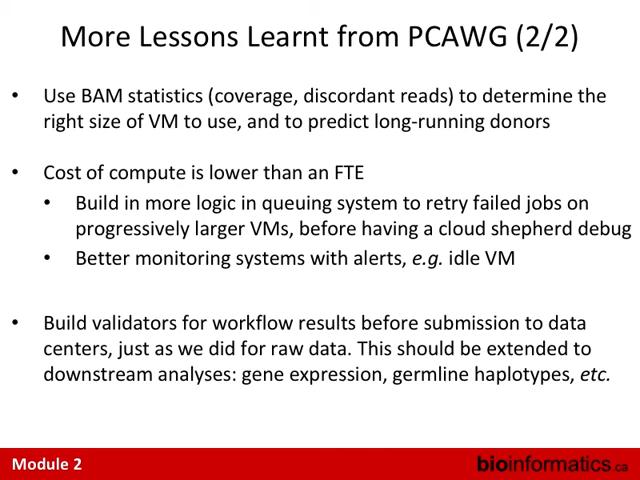 More Lessons Learnt from PCAWG (2/2)
• Use BAM statistics (coverage, discordant reads) to determine the
right size of VM to use, and to predict long-running donors
• Cost of compute is lower than an FTE
• Build in more logic in queuing system to retry failed jobs on
progressively larger VMs, before having a cloud shepherd debug
• Better monitoring systems with alerts, e.g. idle VM
• Build validators for workflow results before submission to data
centers, just as we did for raw data. This should be extended to
downstream analyses: gene expression, germline haplotypes, etc.
Module 2
bioinformatics.ca